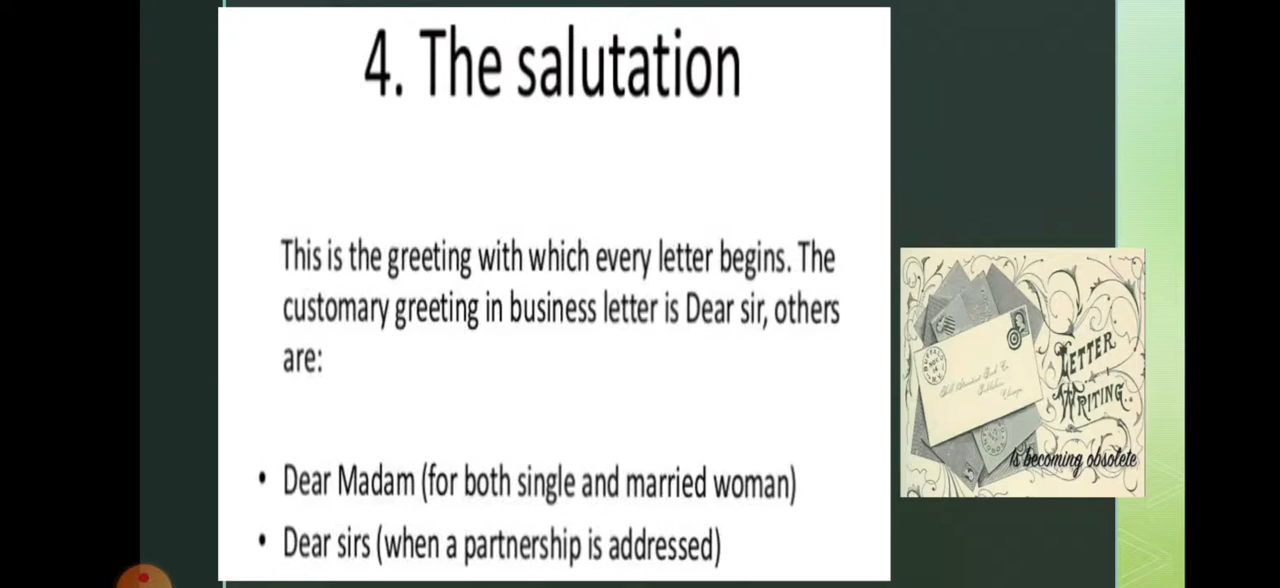 4. The salutation
This is the greeting with which every letter begins. The
customary greeting in business letter is Dear sir, others
are:
• Dear Madam (for both single and married woman)
• Dear sirs (when a partnership is addressed)
LETTER
WRITING
is becoming obsolete